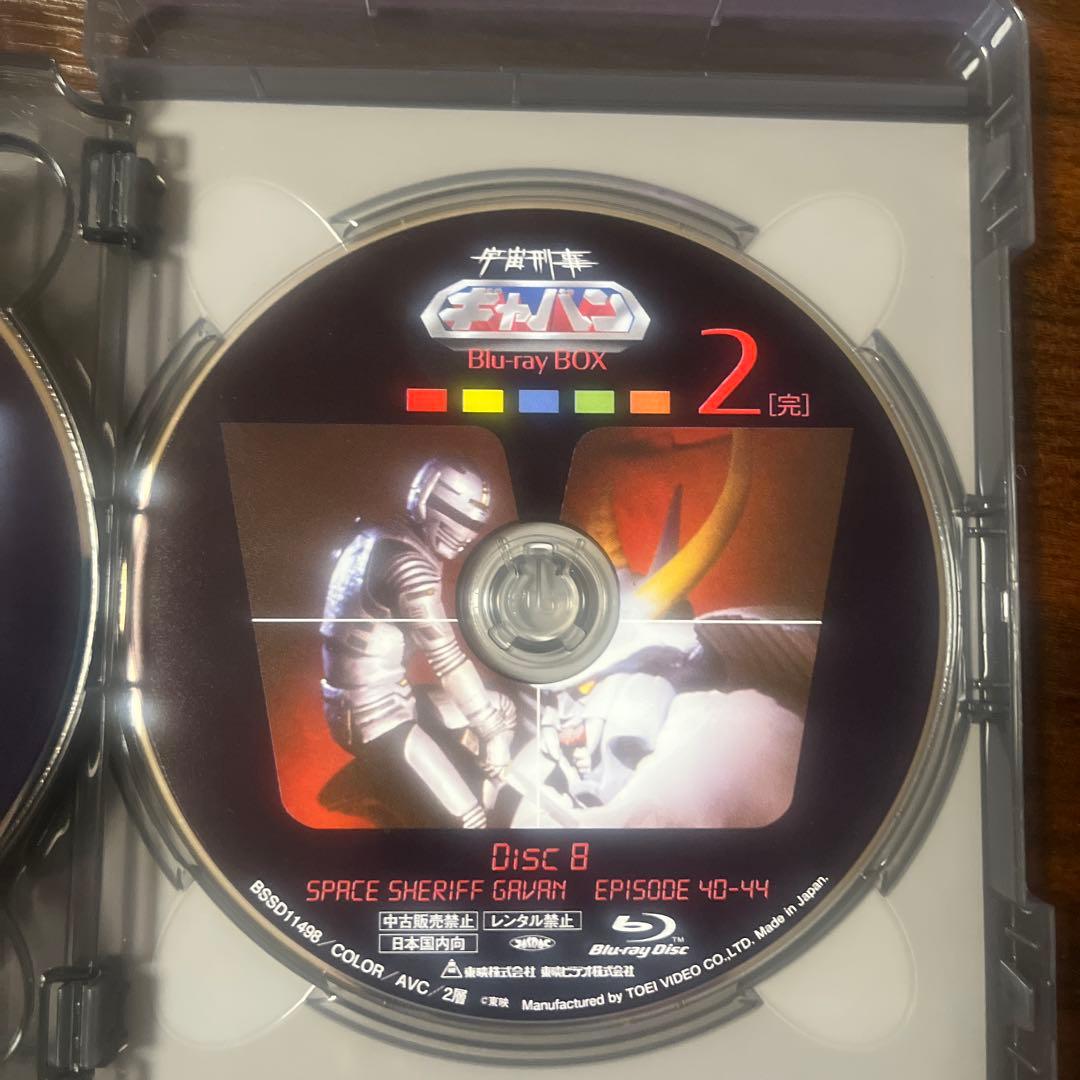 宇宙刑事
ギャバン
Blu-ray BOX
2[完]
Disc 8
SPACE SHERIFF GAVAN EPISODE 40-44
中古販売禁止 レンタル禁止
日本国内向 JASRAC Blu-ray Disc™
東映株式会社 東映ビデオ株式会社
BSSD11498/COLOR/AVC/2層 ©東映 Manufactured by TOEI VIDEO CO.,LTD. Made in Japan.